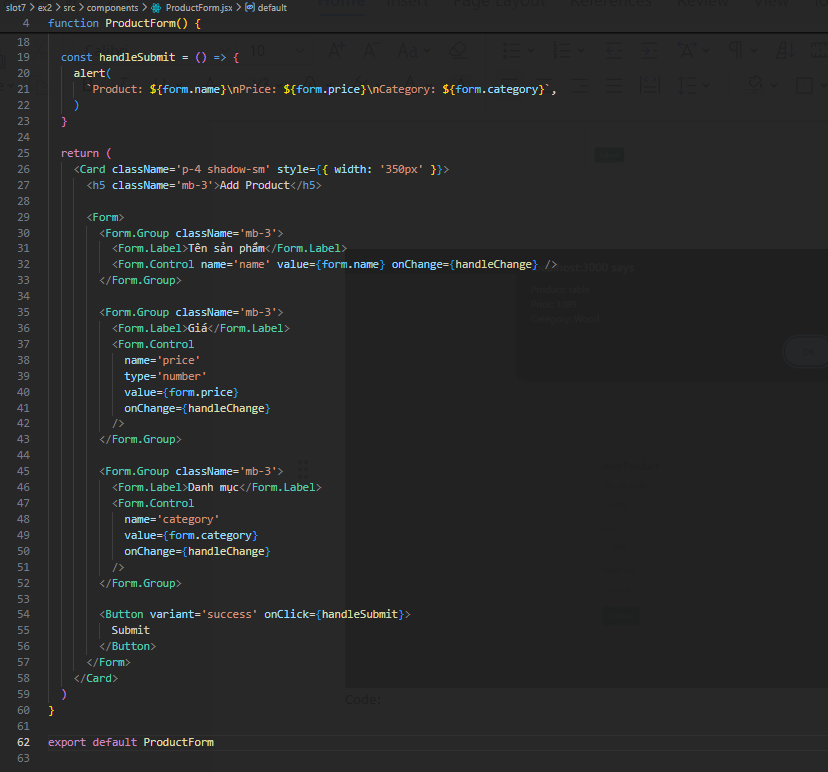 slot7 > ex2 > src > components > ProductForm.jsx > default
4 function ProductForm() {
18
19 const handleSubmit = () => {
20 alert(
21 `Product: ${form.name}\nPrice: ${form.price}\nCategory: ${form.category}`,
22 )
23 }
24
25 return (
26 <Card className='p-4 shadow-sm' style={{ width: '350px' }}>
27 <h5 className='mb-3'>Add Product</h5>
28
29 <Form>
30 <Form.Group className='mb-3'>
31 <Form.Label>Tên sản phẩm</Form.Label>
32 <Form.Control name='name' value={form.name} onChange={handleChange} />
33 </Form.Group>
34
35 <Form.Group className='mb-3'>
36 <Form.Label>Giá</Form.Label>
37 <Form.Control
38 name='price'
39 type='number'
40 value={form.price}
41 onChange={handleChange}
42 />
43 </Form.Group>
44
45 <Form.Group className='mb-3'>
46 <Form.Label>Danh mục</Form.Label>
47 <Form.Control
48 name='category'
49 value={form.category}
50 onChange={handleChange}
51 />
52 </Form.Group>
53
54 <Button variant='success' onClick={handleSubmit}>
55 Submit
56 </Button>
57 </Form>
58 </Card>
59 )
60 }
61
62 export default ProductForm
63
Home Insert Page Layout References Review View
Code: